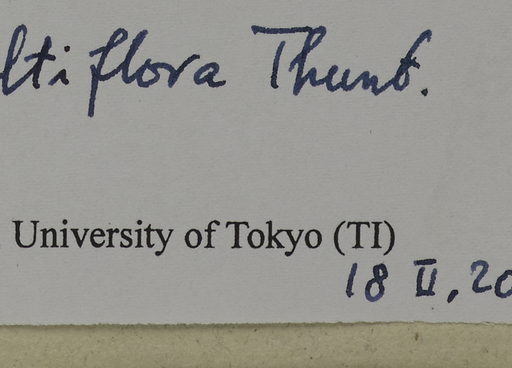 ltiflora Thunb.
University of Tokyo (TI)
18 II, 20